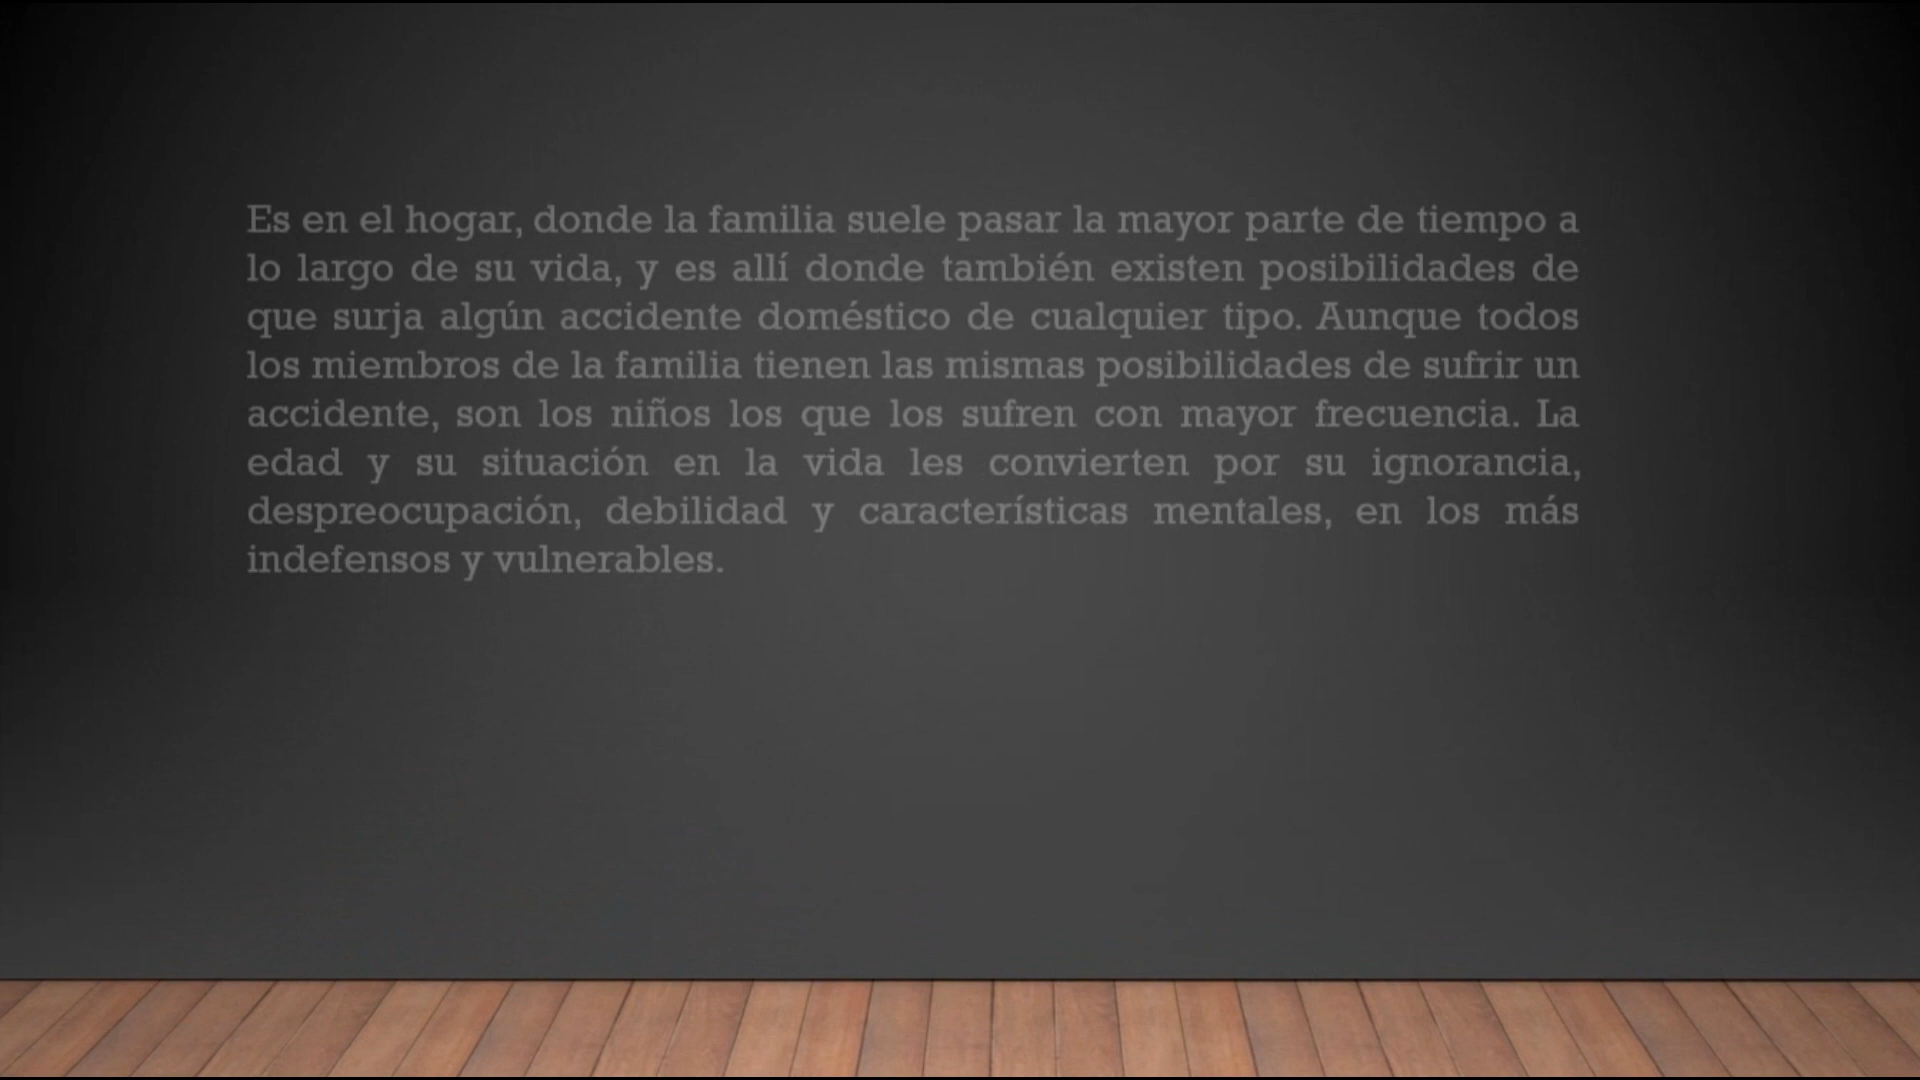 Es en el hogar, donde la familia suele pasar la mayor parte de tiempo a
lo largo de su vida, y es allí donde también existen posibilidades de
que surja algún accidente doméstico de cualquier tipo. Aunque todos
los miembros de la familia tienen las mismas posibilidades de sufrir un
accidente, son los niños los que los sufren con mayor frecuencia. La
edad y su situación en la vida les convierten por su ignorancia,
despreocupación, debilidad y características mentales, en los más
indefensos y vulnerables.